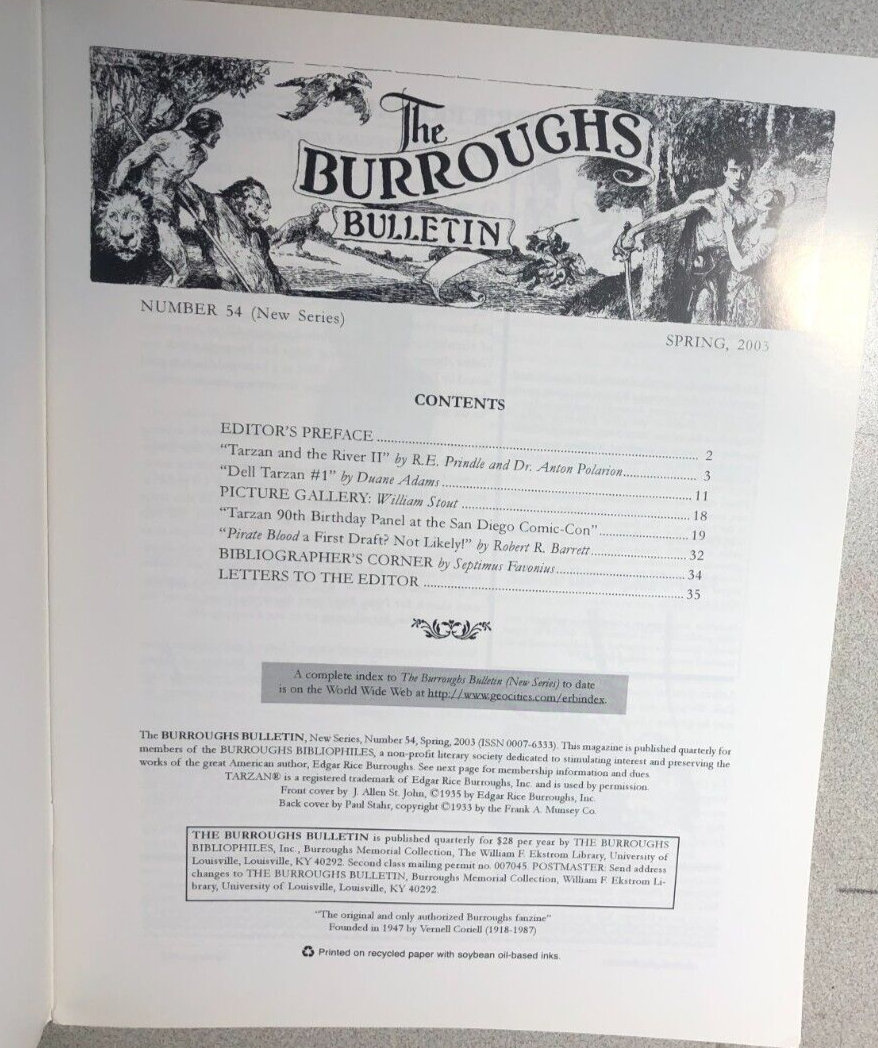 The
BURROUGHS
BULLETIN
NUMBER 54 (New Series)
SPRING, 2003
CONTENTS
EDITOR'S PREFACE ........ 2
"Tarzan and the River II" by R.E. Prindle and Dr. Anton Polarion ........ 3
"Dell Tarzan #1" by Duane Adams ........ 11
PICTURE GALLERY: William Stout ........ 18
"Tarzan 90th Birthday Panel at the San Diego Comic-Con" ........ 19
"Pirate Blood a First Draft? Not Likely!" by Robert R. Barrett ........ 32
BIBLIOGRAPHER'S CORNER by Septimus Favonius ........ 34
LETTERS TO THE EDITOR ........ 35
A complete index to The Burroughs Bulletin (New Series) to date
is on the World Wide Web at http://www.geocities.com/erbindex.
The BURROUGHS BULLETIN, New Series, Number 54, Spring, 2003 (ISSN 0007-6333). This magazine is published quarterly for
members of the BURROUGHS BIBLIOPHILES, a non-profit literary society dedicated to stimulating interest and preserving the
works of the great American author, Edgar Rice Burroughs. See next page for membership information and dues.
TARZAN® is a registered trademark of Edgar Rice Burroughs, Inc. and is used by permission.
Front cover by J. Allen St. John, ©1935 by Edgar Rice Burroughs, Inc.
Back cover by Paul Stahr, copyright ©1933 by the Frank A. Munsey Co.
THE BURROUGHS BULLETIN is published quarterly for $28 per year by THE BURROUGHS
BIBLIOPHILES, Inc., Burroughs Memorial Collection, The William F. Ekstrom Library, University of
Louisville, Louisville, KY 40292. Second class mailing permit no. 007045. POSTMASTER: Send address
changes to THE BURROUGHS BULLETIN, Burroughs Memorial Collection, William F. Ekstrom Li-
brary, University of Louisville, Louisville, KY 40292.
"The original and only authorized Burroughs fanzine"
Founded in 1947 by Vernell Coriell (1918-1987)
Printed on recycled paper with soybean oil-based inks.